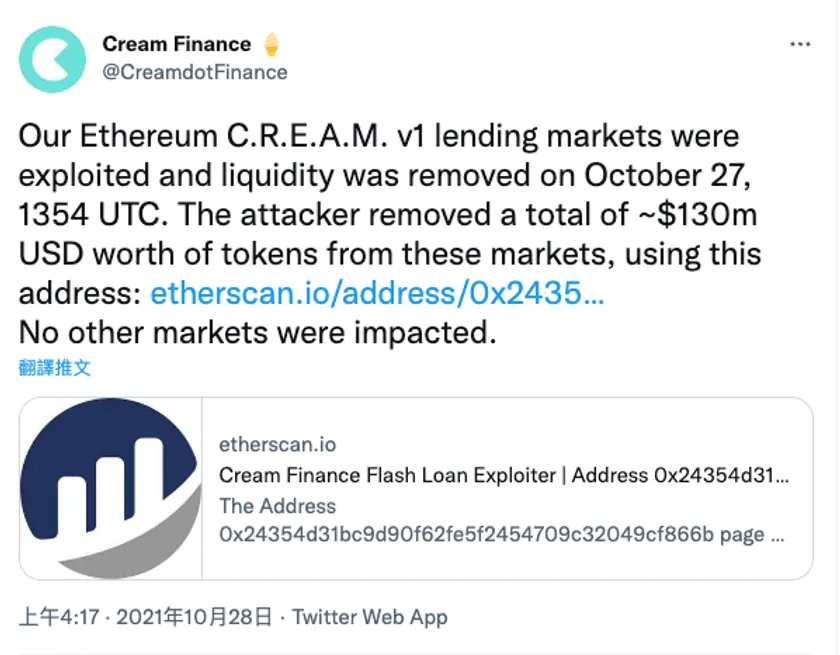 Cream Finance 🍦
@CreamdotFinance
Our Ethereum C.R.E.A.M. v1 lending markets were
exploited and liquidity was removed on October 27,
1354 UTC. The attacker removed a total of ~$130m
USD worth of tokens from these markets, using this
address: etherscan.io/address/0x2435...
No other markets were impacted.
翻譯推文
etherscan.io
Cream Finance Flash Loan Exploiter | Address 0x24354d31...
The Address
0x24354d31bc9d90f62fe5f2454709c32049cf866b page ...
上午4:17 · 2021年10月28日 · Twitter Web App